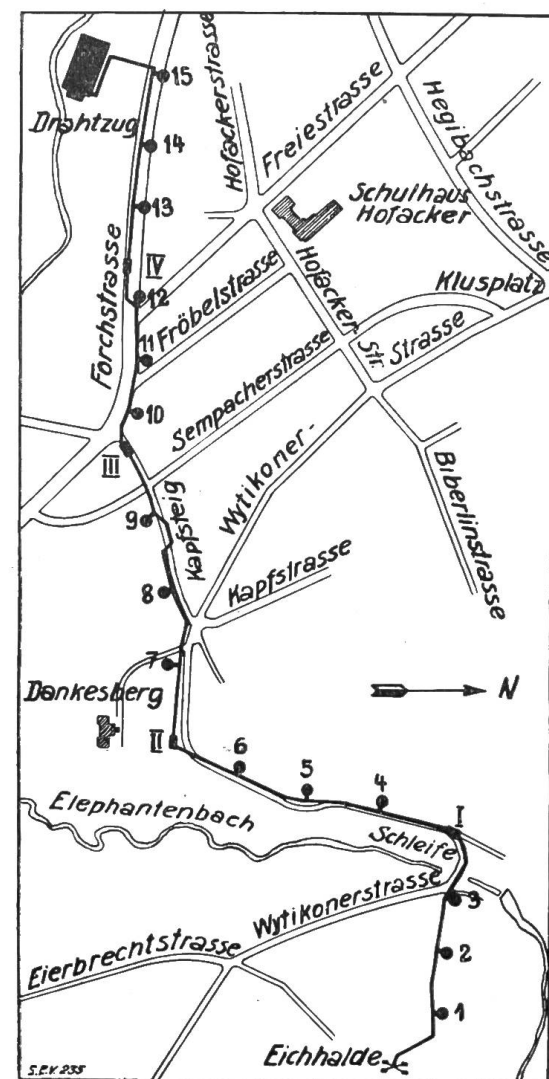 15
Drahtzug
Hofackerstrasse
Freiestrasse
Hegibachstrasse
14
13
Schulhaus
Hofacker
IV
Forchstrasse
12
Fröbelstrasse
Hofacker-Str.
Klusplatz
11
10
Sempacherstrasse
Wytikoner-
Strasse
III
9
Kapfsteig
Biberlinstrasse
8
Kapfstrasse
7
Dankesberg
N
II
6
5
4
Elephantenbach
I
Schleife
3
Wytikonerstrasse
Eierbrechtstrasse
2
1
Eichhalde
S.E.V. 235